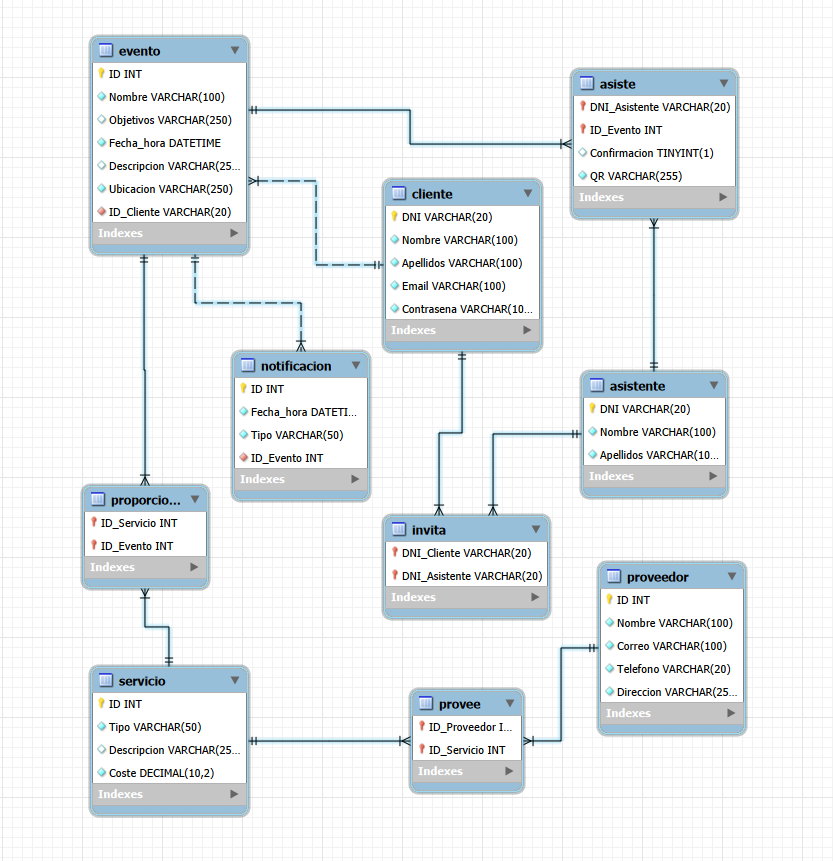 evento
ID INT
Nombre VARCHAR(100)
Objetivos VARCHAR(250)
Fecha_hora DATETIME
Descripcion VARCHAR(25...
Ubicacion VARCHAR(250)
ID_Cliente VARCHAR(20)
Indexes
asiste
DNI_Asistente VARCHAR(20)
ID_Evento INT
Confirmacion TINYINT(1)
QR VARCHAR(255)
Indexes
cliente
DNI VARCHAR(20)
Nombre VARCHAR(100)
Apellidos VARCHAR(100)
Email VARCHAR(100)
Contrasena VARCHAR(10...
Indexes
notificacion
ID INT
Fecha_hora DATETI...
Tipo VARCHAR(50)
ID_Evento INT
Indexes
asistente
DNI VARCHAR(20)
Nombre VARCHAR(100)
Apellidos VARCHAR(10...
Indexes
proporcio...
ID_Servicio INT
ID_Evento INT
Indexes
invita
DNI_Cliente VARCHAR(20)
DNI_Asistente VARCHAR(20)
Indexes
proveedor
ID INT
Nombre VARCHAR(100)
Correo VARCHAR(100)
Telefono VARCHAR(20)
Direccion VARCHAR(25...
Indexes
servicio
ID INT
Tipo VARCHAR(50)
Descripcion VARCHAR(25...
Coste DECIMAL(10,2)
Indexes
provee
ID_Proveedor I...
ID_Servicio INT
Indexes